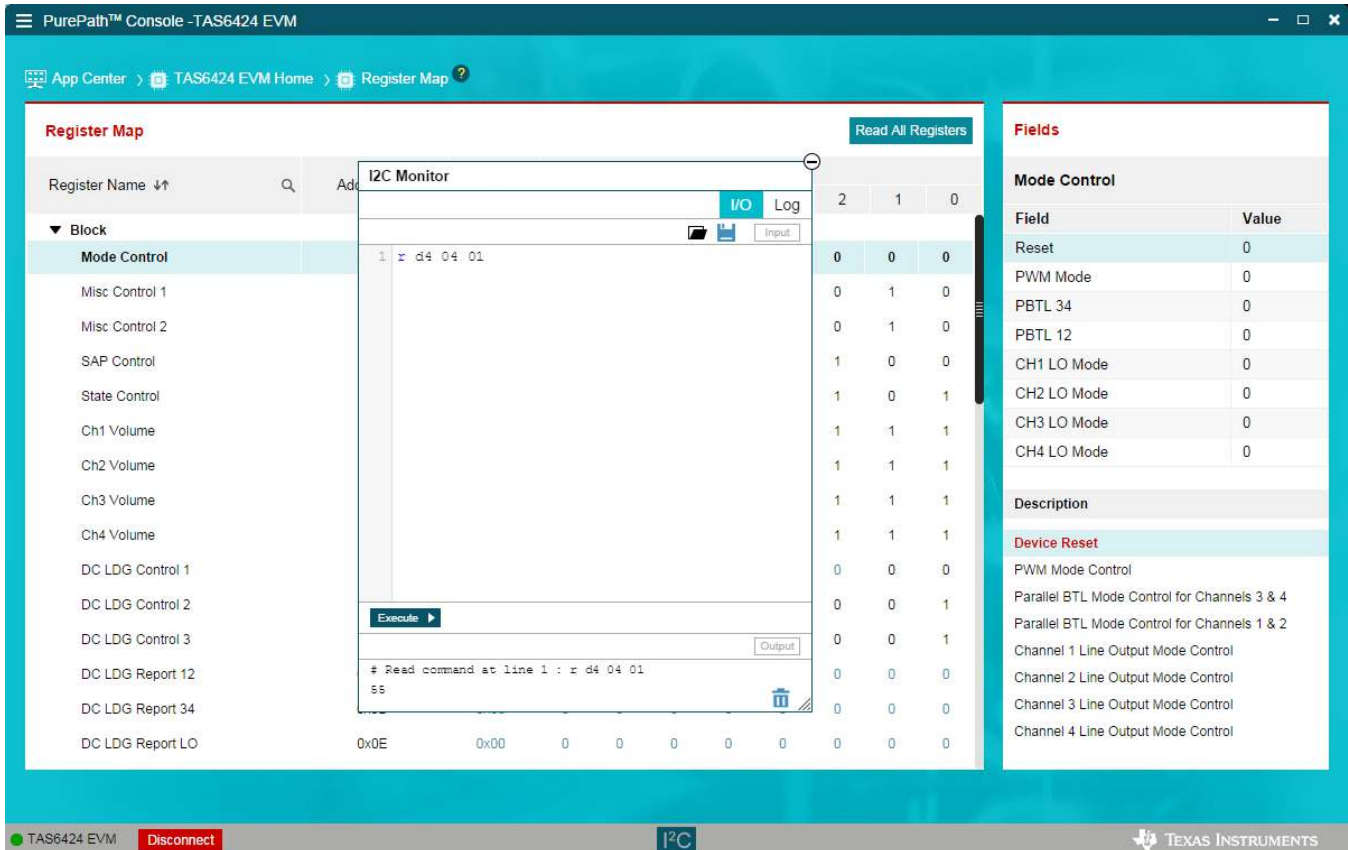 PurePath™ Console -TAS6424 EVM
App Center > TAS6424 EVM Home > Register Map ?
Register Map
Read All Registers
Register Name
2 1 0
Block
Mode Control 0 0 0
Misc Control 1 0 1 0
Misc Control 2 0 1 0
SAP Control 1 0 0
State Control 1 0 1
Ch1 Volume 1 1 1
Ch2 Volume 1 1 1
Ch3 Volume 1 1 1
Ch4 Volume 1 1 1
DC LDG Control 1 0 0 0
DC LDG Control 2 0 0 1
DC LDG Control 3 0 0 1
DC LDG Report 12 0 0 0
DC LDG Report 34 0 0 0
DC LDG Report LO 0x0E 0x00 0 0 0 0 0 0 0 0
I2C Monitor
I/O Log
Input
1 r d4 04 01
Execute
Output
# Read command at line 1 : r d4 04 01
55
Fields
Mode Control
Field Value
Reset 0
PWM Mode 0
PBTL 34 0
PBTL 12 0
CH1 LO Mode 0
CH2 LO Mode 0
CH3 LO Mode 0
CH4 LO Mode 0
Description
Device Reset
PWM Mode Control
Parallel BTL Mode Control for Channels 3 & 4
Parallel BTL Mode Control for Channels 1 & 2
Channel 1 Line Output Mode Control
Channel 2 Line Output Mode Control
Channel 3 Line Output Mode Control
Channel 4 Line Output Mode Control
TAS6424 EVM Disconnect I²C TEXAS INSTRUMENTS